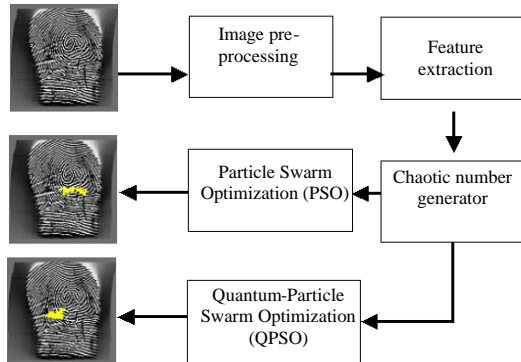 Image pre-
processing
Feature
extraction
Particle Swarm
Optimization (PSO)
Chaotic number
generator
Quantum-Particle
Swarm Optimization
(QPSO)